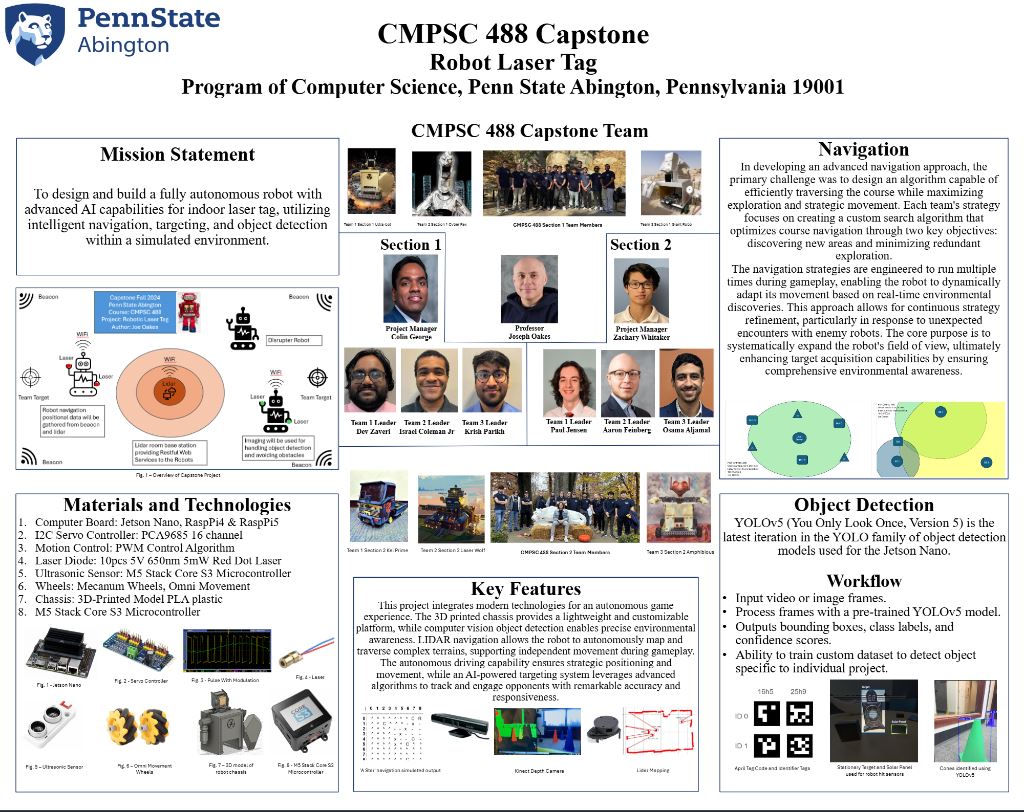 PennState
Abington
CMPSC 488 Capstone
Robot Laser Tag
Program of Computer Science, Penn State Abington, Pennsylvania 19001
Mission Statement
To design and build a fully autonomous robot with
advanced AI capabilities for indoor laser tag, utilizing
intelligent navigation, targeting, and object detection
within a simulated environment.
Beacon
Capstone Fall 2024
Penn State Abington
Course: CMPSC 488
Project: Robotic Laser Tag
Author: Joe Oakes
Beacon
WiFi
Disrupter Robot
Laser
Laser
WiFi
Lidar
WiFi
Laser
Laser
Team Target
Team Target
Robot navigation
positional data will be
gathered from beacon
and lidar
Lidar room base station
providing Restful Web
Services to the Robots
Imaging will be used for
handling object detection
and avoiding obstacles
Beacon
Beacon
Fig. 1 – Overview of Capstone Project
Materials and Technologies
1. Computer Board: Jetson Nano, RaspPi4 & RaspPi5
2. I2C Servo Controller: PCA9685 16 channel
3. Motion Control: PWM Control Algorithm
4. Laser Diode: 10pcs 5V 650nm 5mW Red Dot Laser
5. Ultrasonic Sensor: M5 Stack Core S3 Microcontroller
6. Wheels: Mecanum Wheels, Omni Movement
7. Chassis: 3D-Printed Model PLA plastic
8. M5 Stack Core S3 Microcontroller
Fig. 1 – Jetson Nano
Fig. 2 – Servo Controller
Fig. 3 – Pulse With Modulation
Fig. 4 – Laser
Fig. 5 – Ultrasonic Sensor
Fig. 6 – Omni Movement
Wheels
Fig. 7 – 3D model of
robot chassis
CORE
S3
Fig. 8 – M5 Stack Core S3
Microcontroller
CMPSC 488 Capstone Team
Team 1 Section 1
Team 2 Section 1
CMPSC 488 Section 1 Team Members
Team 3 Section 1
Section 1
Section 2
Project Manager
Colin George
Professor
Joseph Oakes
Project Manager
Zachary Whitaker
Team 1 Leader
Dev Zaveri
Team 2 Leader
Israel Coleman Jr
Team 3 Leader
Krish Parikh
Team 1 Leader
Paul Jensen
Team 2 Leader
Aaron Feinberg
Team 3 Leader
Osama Aljamal
Team 1 Section 2 Kei Prime
Team 2 Section 2 Laser Wolf
CMPSC 488 Section 2 Team Members
Team 3 Section 2 Amphibious
Key Features
This project integrates modern technologies for an autonomous game
experience. The 3D printed chassis provides a lightweight and customizable
platform, while computer vision object detection enables precise environmental
awareness. LIDAR navigation allows the robot to autonomously map and
traverse complex terrains, supporting independent movement during gameplay.
The autonomous driving capability ensures strategic positioning and
movement, while an AI-powered targeting system leverages advanced
algorithms to track and engage opponents with remarkable accuracy and
responsiveness.
A Star navigation simulated output
Kinect Depth Camera
Lidar Mapping
Navigation
In developing an advanced navigation approach, the
primary challenge was to design an algorithm capable of
efficiently traversing the course while maximizing
exploration and strategic movement. Each team's strategy
focuses on creating a custom search algorithm that
optimizes course navigation through two key objectives:
discovering new areas and minimizing redundant
exploration.
The navigation strategies are engineered to run multiple
times during gameplay, enabling the robot to dynamically
adapt its movement based on real-time environmental
discoveries. This approach allows for continuous strategy
refinement, particularly in response to unexpected
encounters with enemy robots. The core purpose is to
systematically expand the robot's field of view, ultimately
enhancing target acquisition capabilities by ensuring
comprehensive environmental awareness.
Object Detection
YOLOv5 (You Only Look Once, Version 5) is the
latest iteration in the YOLO family of object detection
models used for the Jetson Nano.
Workflow
• Input video or image frames.
• Process frames with a pre-trained YOLOv5 model.
• Outputs bounding boxes, class labels, and
confidence scores.
• Ability to train custom dataset to detect object
specific to individual project.
16h5 25h9
ID 0
ID 1
April Tag Code and Identifier Tags
Stationary Target and Solar Panel
used for robot hit sensors
Cones identified using
YOLOv5